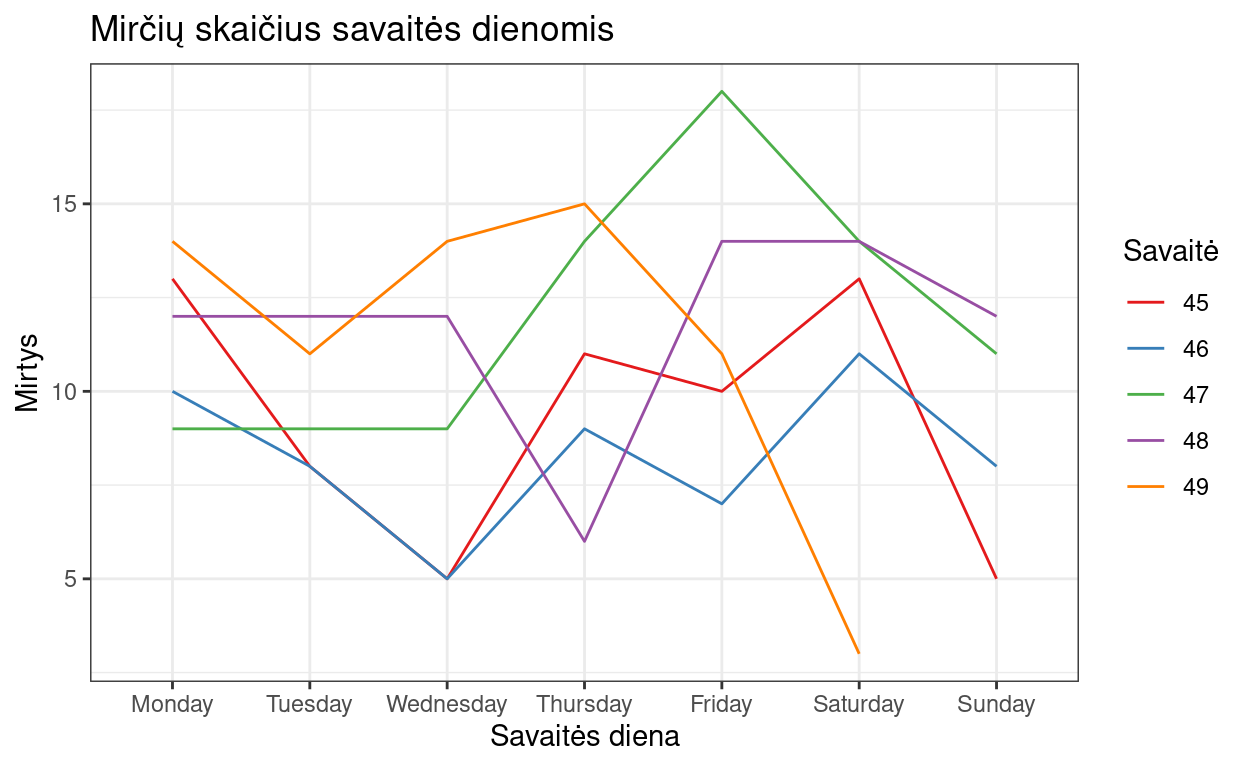 Mirčių skaičius savaitės dienomis
Mirtys
15
10
5
Monday Tuesday Wednesday Thursday Friday Saturday Sunday
Savaitės diena
Savaitė
45
46
47
48
49